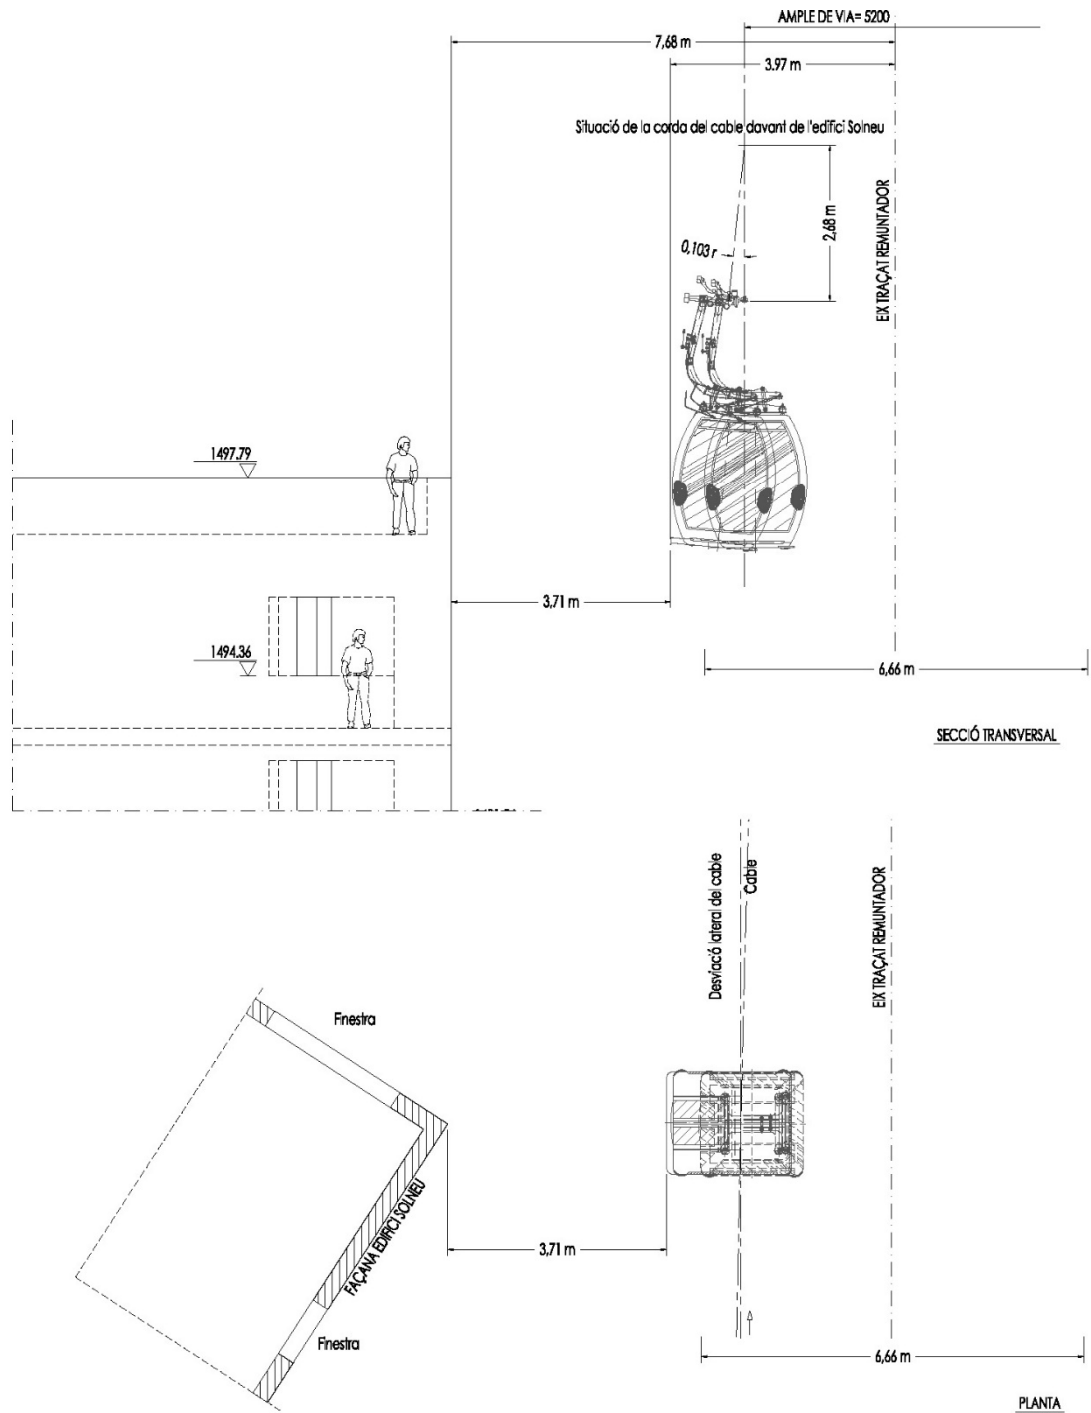 AMPLE DE VIA= 5200
7,68 m
3.97 m
Situació de la corda del cable davant de l'edifici Solneu
EIX TRAÇAT REMUNTADOR
2,68 m
0,103 r
1497.79
3,71 m
1494.36
6,66 m
SECCIÓ TRANSVERSAL
Desviació lateral del cable
Cable
EIX TRAÇAT REMUNTADOR
Finestra
FAÇANA EDIFICI SOLNEU
3,71 m
Finestra
6,66 m
PLANTA